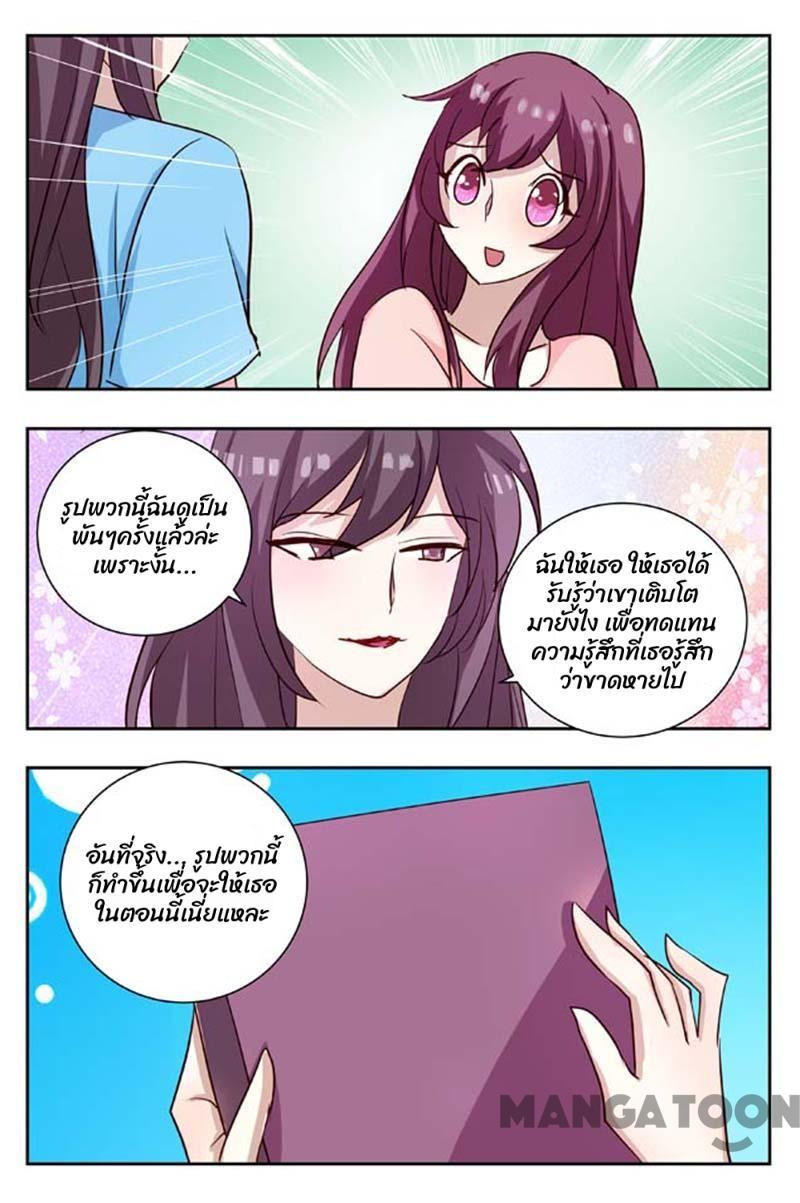 รูปพวกนี้ฉันดูเป็น
พันๆครั้งแล้วล่ะ
เพราะงั้น...
ฉันให้เธอ ให้เธอได้
รับรู้ว่าเขาเติบโต
มายังไง เพื่อทดแทน
ความรู้สึกที่เธอรู้สึก
ว่าขาดหายไป
อันที่จริง... รูปพวกนี้
ก็ทำขึ้นเพื่อจะให้เธอ
ในตอนนี้เนี่ยแหละ
MANGATOON